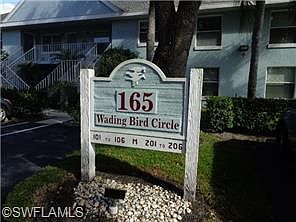 165
Wading Bird Circle
101 TO 106 M 201 TO 206
©SWFLAMLS